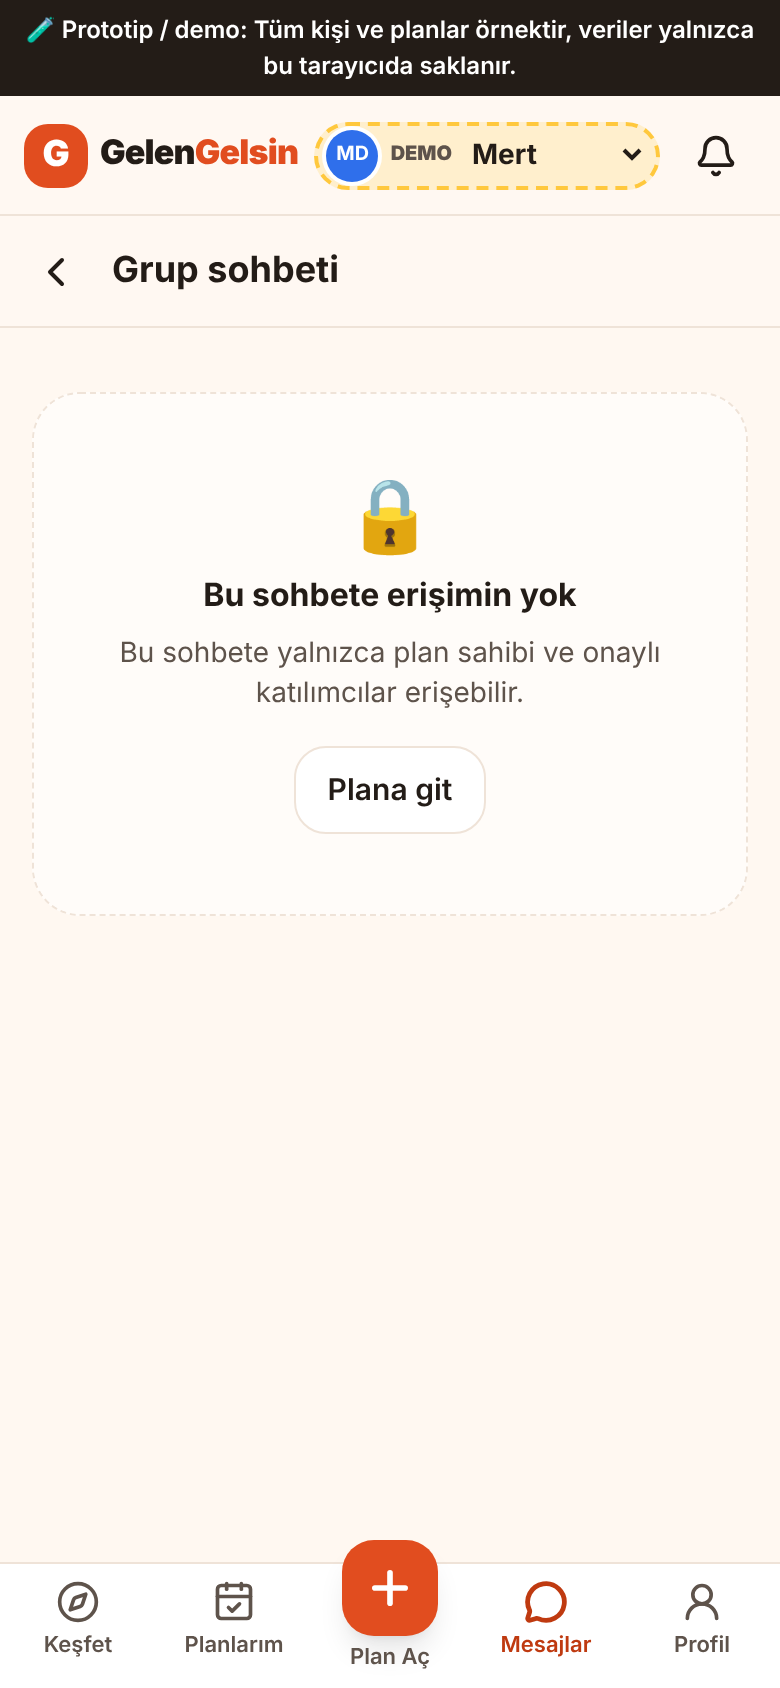 Prototip / demo: Tüm kişi ve planlar örnektir, veriler yalnızca
bu tarayıcıda saklanır.
G GelenGelsin MD DEMO Mert
Grup sohbeti
Bu sohbete erişimin yok
Bu sohbete yalnızca plan sahibi ve onaylı
katılımcılar erişebilir.
Plana git
Keşfet Planlarım Plan Aç Mesajlar Profil